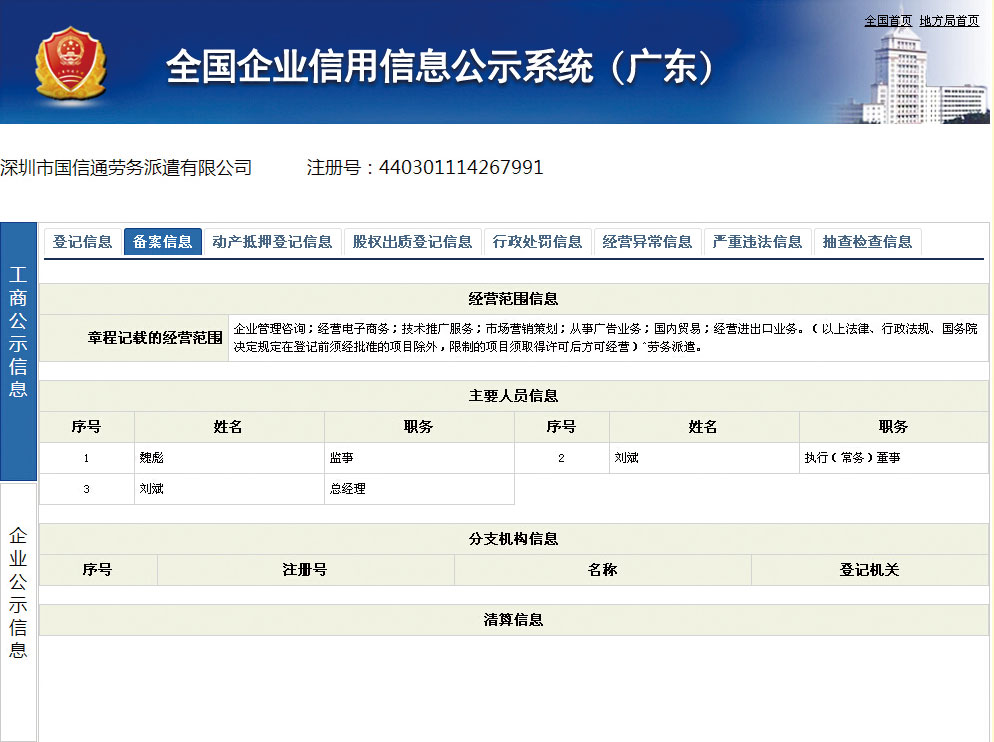 全国首页 地方局首页
全国企业信用信息公示系统（广东）
深圳市国信通劳务派遣有限公司 注册号：440301114267991
工商公示信息
企业公示信息
登记信息 备案信息 动产抵押登记信息 股权出质登记信息 行政处罚信息 经营异常信息 严重违法信息 抽查检查信息
经营范围信息
章程记载的经营范围
企业管理咨询；经营电子商务；技术推广服务；市场营销策划；从事广告业务；国内贸易；经营进出口业务。（以上法律、行政法规、国务院
决定规定在登记前须经批准的项目除外，限制的项目须取得许可后方可经营）^劳务派遣。
主要人员信息
序号 姓名 职务 序号 姓名 职务
1 魏彪 监事 2 刘斌 执行（常务）董事
3 刘斌 总经理
分支机构信息
序号 注册号 名称 登记机关
清算信息